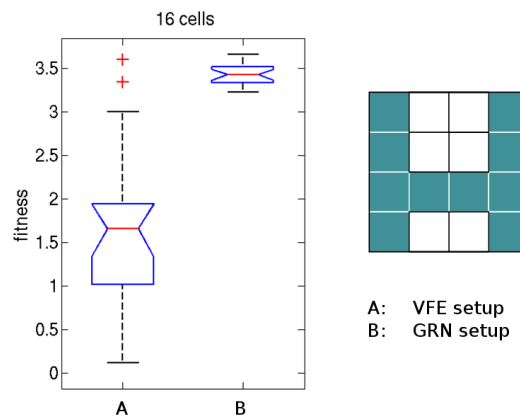 16 cells
fitness
3.5
3
2.5
2
1.5
1
0.5
0
A
B
A: VFE setup
B: GRN setup